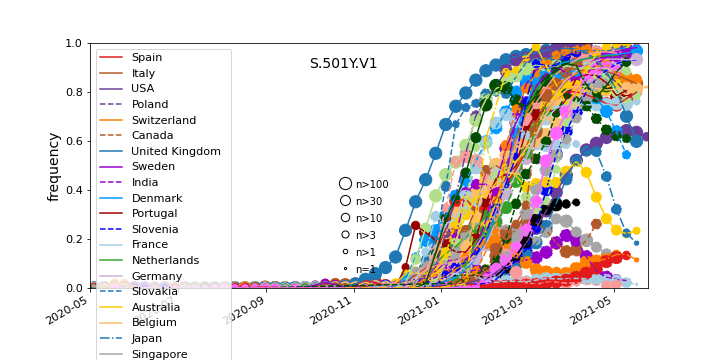 S.501Y.V1
frequency
1.0
0.8
0.6
0.4
0.2
0.0
2020-05
2020-09
2020-11
2021-01
2021-03
2021-05
Spain
Italy
USA
Poland
Switzerland
Canada
United Kingdom
Sweden
India
Denmark
Portugal
Slovenia
France
Netherlands
Germany
Slovakia
Australia
Belgium
Japan
Singapore
n>100
n>30
n>10
n>3
n>1
n=1